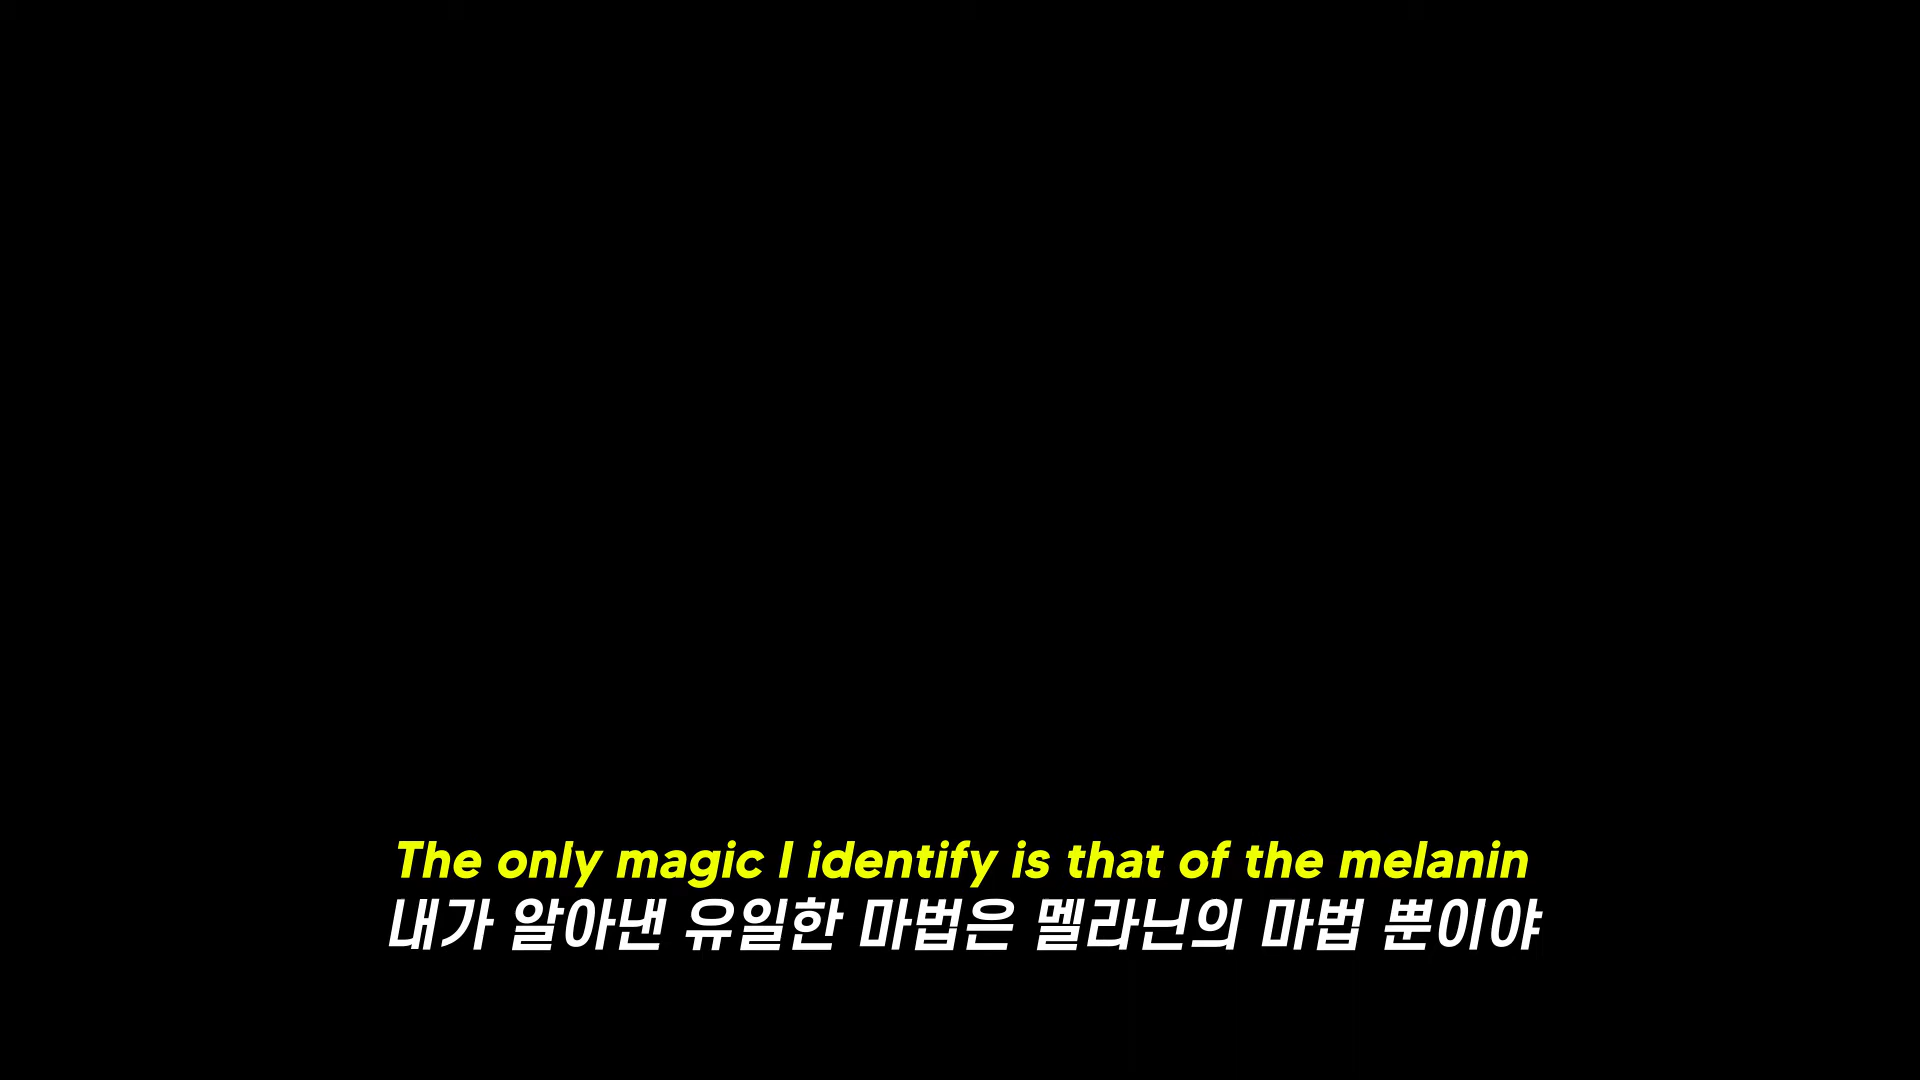 The only magic I identify is that of the melanin
내가 알아낸 유일한 마법은 멜라닌의 마법 뿐이야